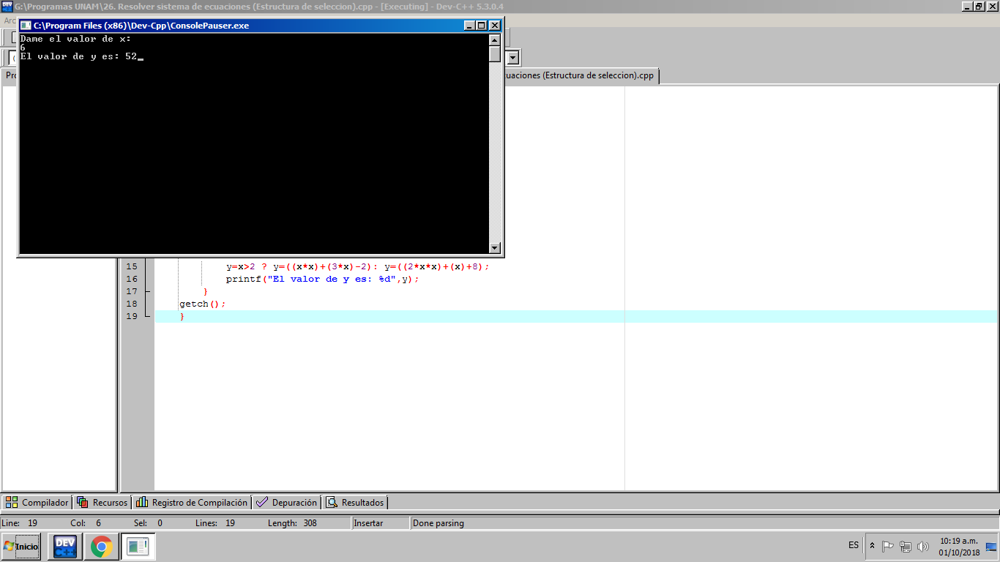 G:\Programas UNAM\26. Resolver sistema de ecuaciones (Estructura de seleccion).cpp - [Executing] - Dev-C++ 5.3.0.4
C:\Program Files (x86)\Dev-Cpp\ConsolePauser.exe
Dame el valor de x:
6
El valor de y es: 52
uaciones (Estructura de seleccion).cpp
15 y=x>2 ? y=((x*x)+(3*x)-2): y=((2*x*x)+(x)+8);
16 printf("El valor de y es: %d",y);
17 }
18 getch();
19 }
Compilador Recursos Registro de Compilación Depuración Resultados
Line: 19 Col: 6 Sel: 0 Lines: 19 Length: 308 Insertar Done parsing
Inicio DEV C++ ES 10:19 a.m.
01/10/2018